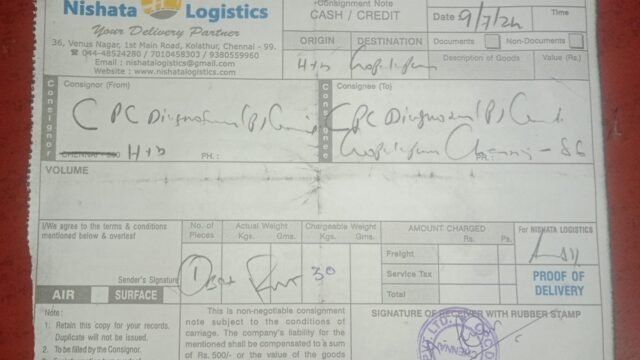 Nishata Logistics
Your Delivery Partner
36, Venus Nagar, 1st Main Road, Kolathur, Chennai - 99.
044-48524280 / 7010458303 / 9380559960
Email : nishatalogistics@gmail.com
Website : www.nishatalogistics.com
Consignment Note
CASH / CREDIT
Date : 9/7/24
Time
ORIGIN
DESTINATION
Documents
Non-Documents
Description of Goods
Value (Rs.)
Consignor
Consignor (From)
CPC
CHENNAI - 600
PH. :
Consignee
Consignee (To)
CPC
Chennai - 86
PH. :
VOLUME
I/We agree to the terms & conditions
mentioned below & overleaf
Sender's Signature
No. of
Pieces
Actual Weight
Kgs. Gms.
Chargeable Weight
Kgs. Gms.
1
30
AMOUNT CHARGED
Rs. Ps.
Freight
Service Tax
Total
For NISHATA LOGISTICS
PROOF OF
DELIVERY
AIR
SURFACE
Note :
1. Retain this copy for your records.
Duplicate will not be issued.
2. To be filled by the Consignor.
This is non-negotiable consignment
note subject to the conditions of
carriage. The company's liability for
the mentioned shall be compensated to a sum
of Rs. 500/- or the value of the goods
SIGNATURE OF RECEIVER WITH RUBBER STAMP